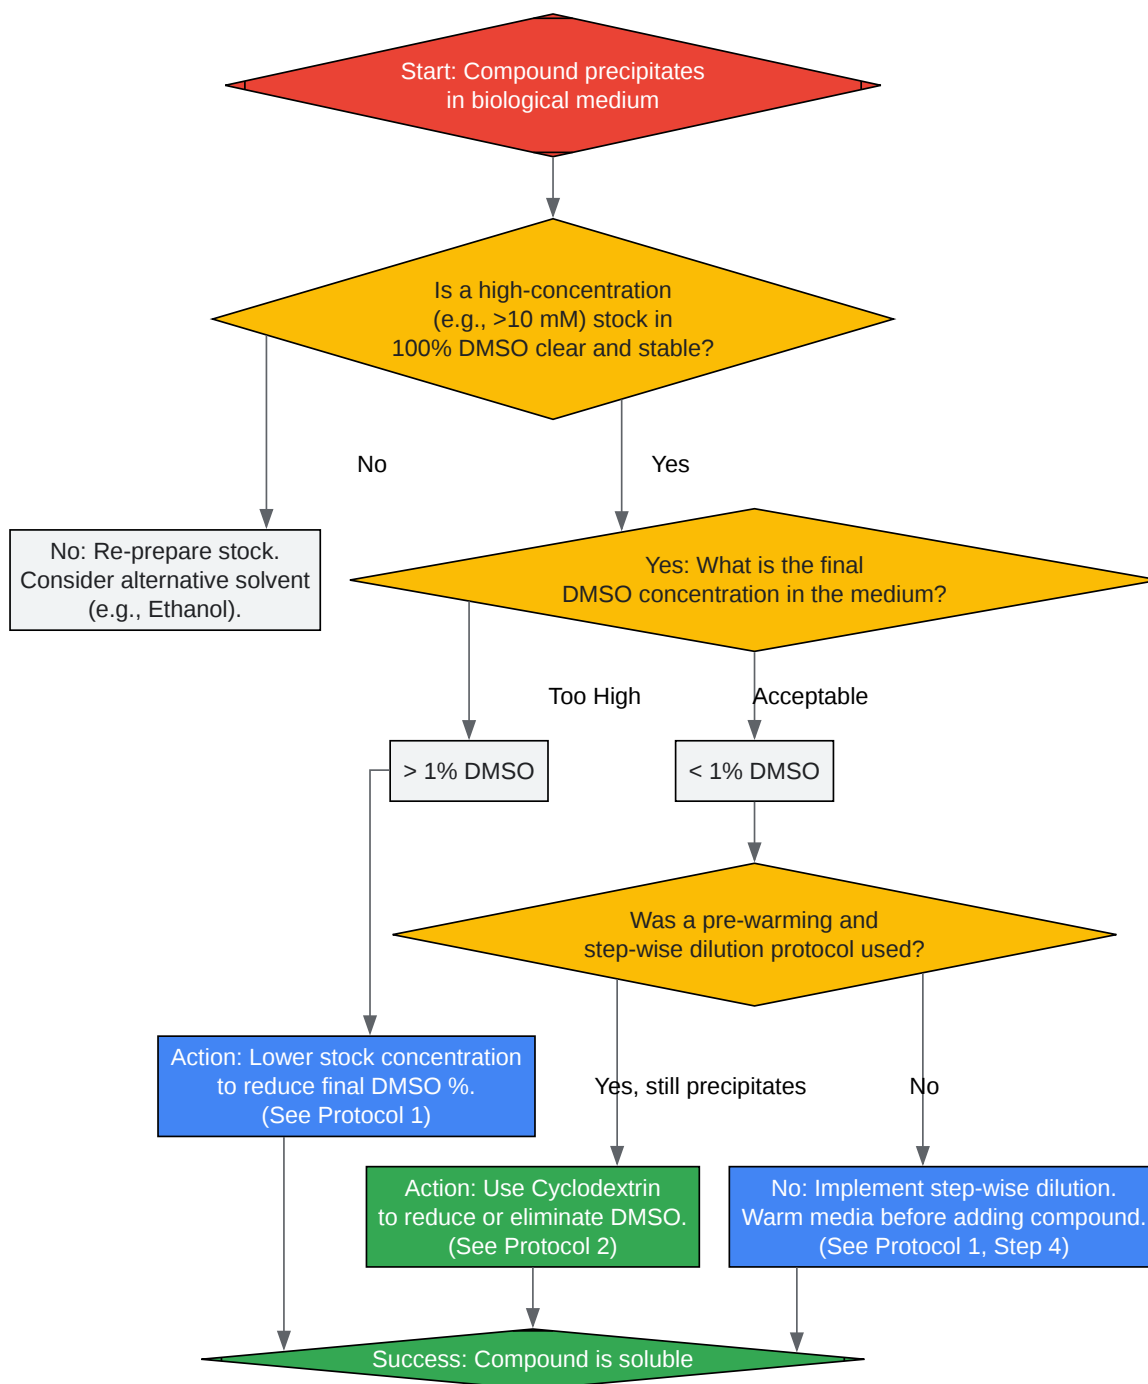 Start: Compound precipitates
in biological medium
Is a high-concentration
(e.g., >10 mM) stock in
100% DMSO clear and stable?
No
Yes
No: Re-prepare stock.
Consider alternative solvent
(e.g., Ethanol).
Yes: What is the final
DMSO concentration in the medium?
Too High
Acceptable
> 1% DMSO
< 1% DMSO
Was a pre-warming and
step-wise dilution protocol used?
Action: Lower stock concentration
to reduce final DMSO %.
(See Protocol 1)
Yes, still precipitates
No
Action: Use Cyclodextrin
to reduce or eliminate DMSO.
(See Protocol 2)
No: Implement step-wise dilution.
Warm media before adding compound.
(See Protocol 1, Step 4)
Success: Compound is soluble